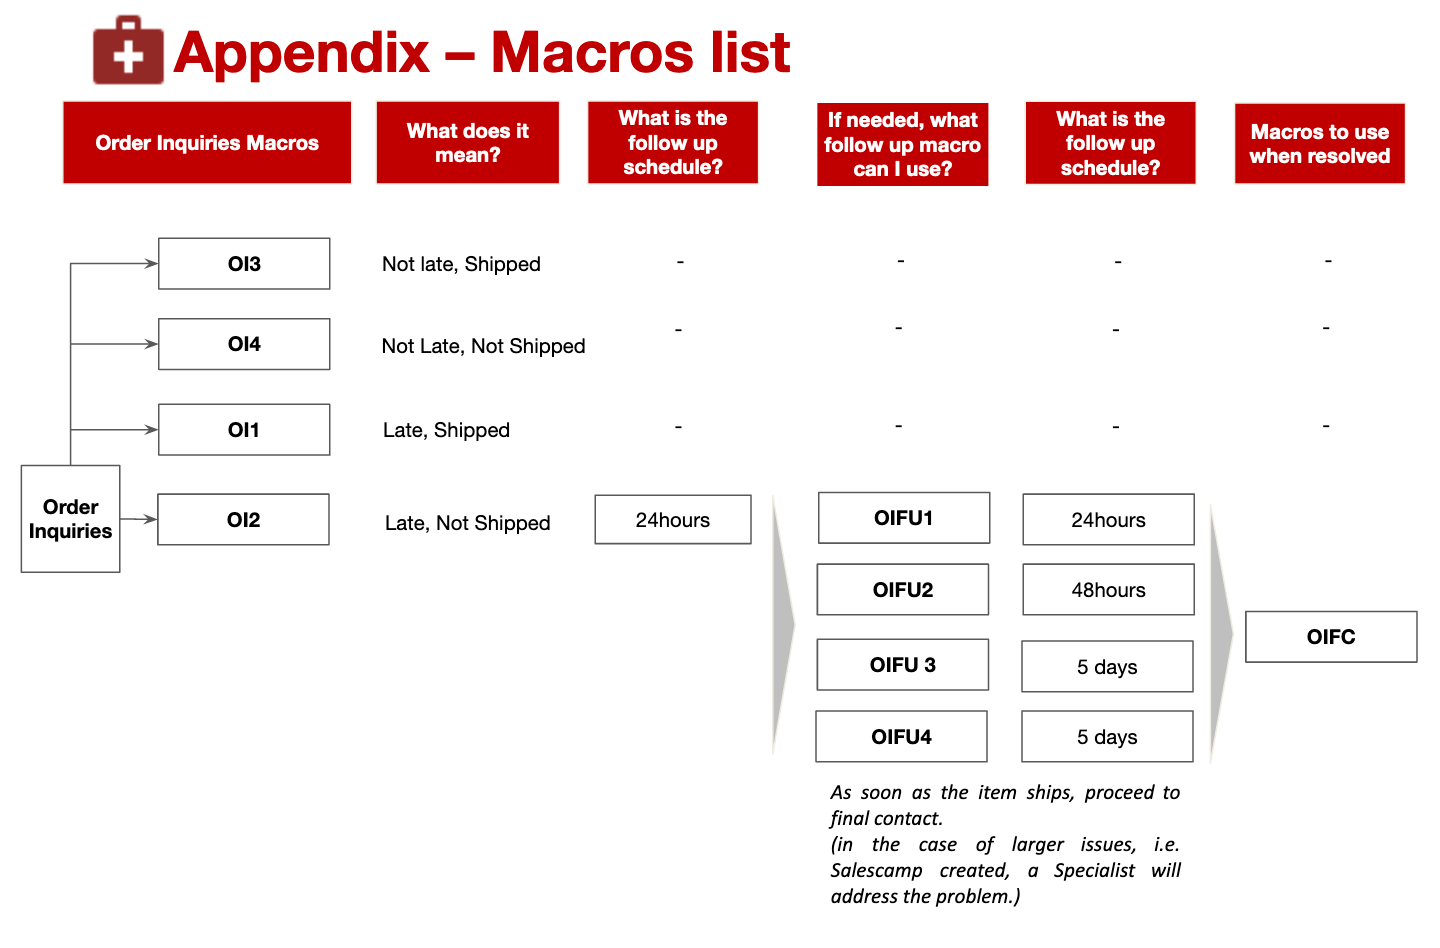 Appendix – Macros list
Order Inquiries Macros
What does it
mean?
What is the
follow up
schedule?
If needed, what
follow up macro
can I use?
What is the
follow up
schedule?
Macros to use
when resolved
OI3
Not late, Shipped
-
-
-
-
OI4
Not Late, Not Shipped
-
-
-
-
OI1
Late, Shipped
-
-
-
-
Order
Inquiries
OI2
Late, Not Shipped
24hours
OIFU1
24hours
OIFU2
48hours
OIFU 3
5 days
OIFU4
5 days
OIFC
As soon as the item ships, proceed to
final contact.
(in the case of larger issues, i.e.
Salescamp created, a Specialist will
address the problem.)